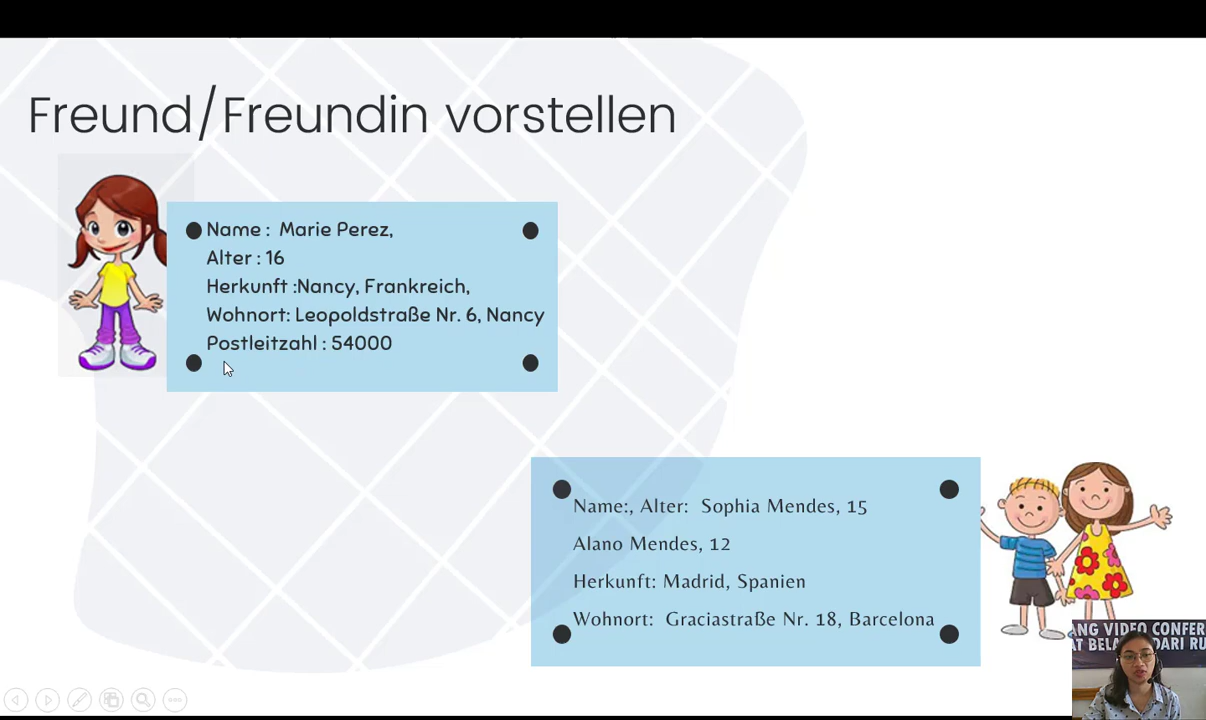 Freund/Freundin vorstellen
Name : Marie Perez,
Alter : 16
Herkunft :Nancy, Frankreich,
Wohnort: Leopoldstraße Nr. 6, Nancy
Postleitzahl : 54000
Name:, Alter: Sophia Mendes, 15
Alano Mendes, 12
Herkunft: Madrid, Spanien
Wohnort: Graciastraße Nr. 18, Barcelona
ANG VIDEO CONFER
AT BELA DARI RU